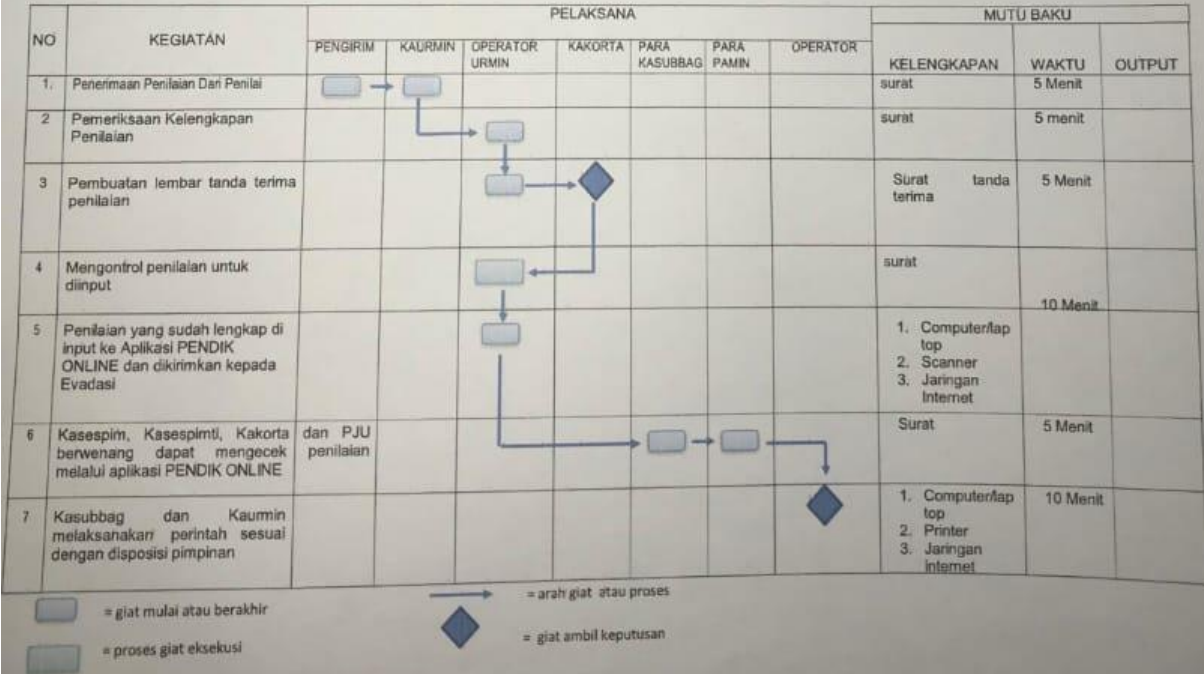 PELAKSANA
MUTU BAKU
NO
KEGIATAN
PENGIRIM
KAURMIN
OPERATOR
URMIN
KAKORTA
PARA
KASUBBAG
PARA
PAMIN
OPERATOR
KELENGKAPAN
WAKTU
OUTPUT
1. Penerimaan Penilaian Dari Penilai
surat
5 Menit
2 Pemeriksaan Kelengkapan
Penilaian
surat
5 menit
3 Pembuatan lembar tanda terima
penilaian
Surat tanda
terima
5 Menit
4 Mengontrol penilaian untuk
diinput
surat
10 Menit
5 Penilaian yang sudah lengkap di
input ke Aplikasi PENDIK
ONLINE dan dikirimkan kepada
Evadasi
1. Computer/lap
top
2. Scanner
3. Jaringan
Internet
6 Kasespim, Kasespimti, Kakorta dan PJU
berwenang dapat mengecek penilaian
melalui aplikasi PENDIK ONLINE
Surat
5 Menit
7 Kasubbag dan Kaurmin
melaksanakan perintah sesuai
dengan disposisi pimpinan
1. Computer/lap
top
2. Printer
3. Jaringan
internet
10 Menit
= giat mulai atau berakhir
= arah giat atau proses
= proses giat eksekusi
= giat ambil keputusan